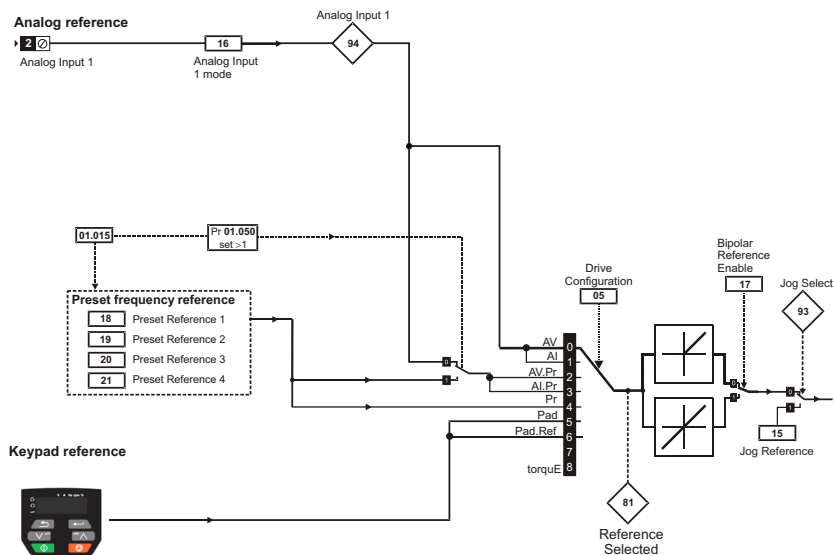 Analog reference
Analog Input 1
2
16
94
Analog Input 1
Analog Input
1 mode
01.015
Pr 01.050
set >1
Preset frequency reference
18 Preset Reference 1
19 Preset Reference 2
20 Preset Reference 3
21 Preset Reference 4
0
1
Drive
Configuration
05
AV 0
AI 1
AV.Pr 2
AI.Pr 3
Pr 4
Pad 5
Pad.Ref 6
7
torquE 8
Bipolar
Reference
Enable
17
0
1
Jog Select
93
0
1
15
Jog Reference
81
Reference
Selected
Keypad reference